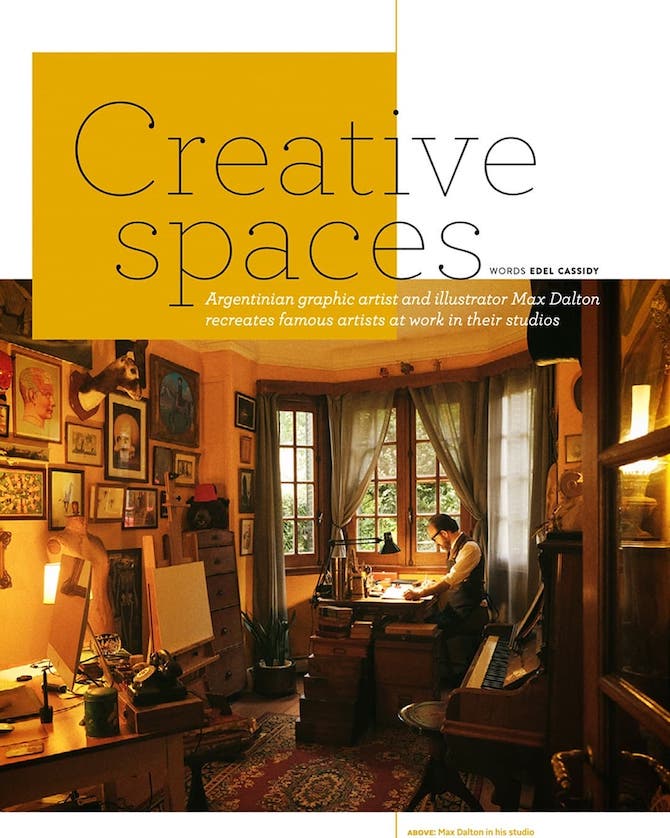 Creative
spaces
WORDS EDEL CASSIDY
Argentinian graphic artist and illustrator Max Dalton
recreates famous artists at work in their studios
ABOVE: Max Dalton in his studio